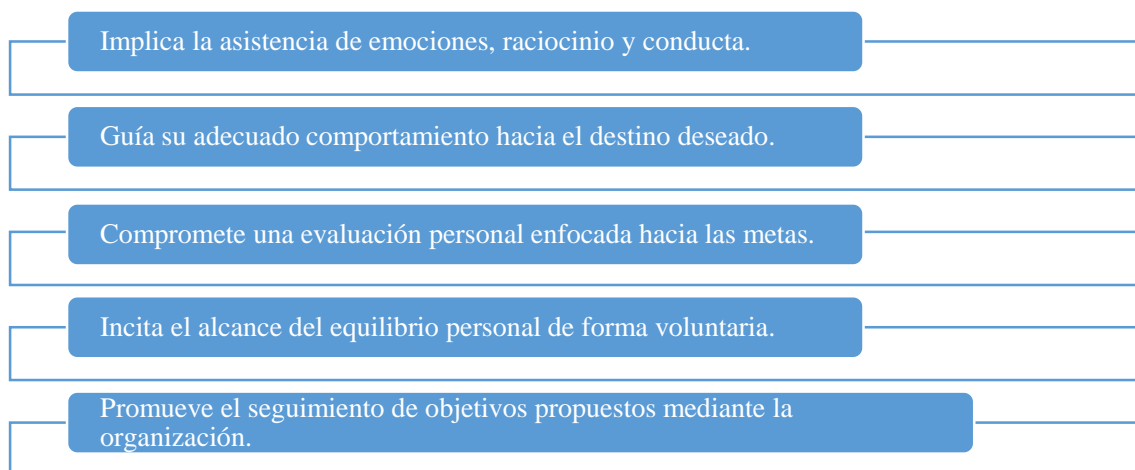 Implica la asistencia de emociones, raciocinio y conducta.
Guía su adecuado comportamiento hacia el destino deseado.
Compromete una evaluación personal enfocada hacia las metas.
Incita el alcance del equilibrio personal de forma voluntaria.
Promueve el seguimiento de objetivos propuestos mediante la
organización.